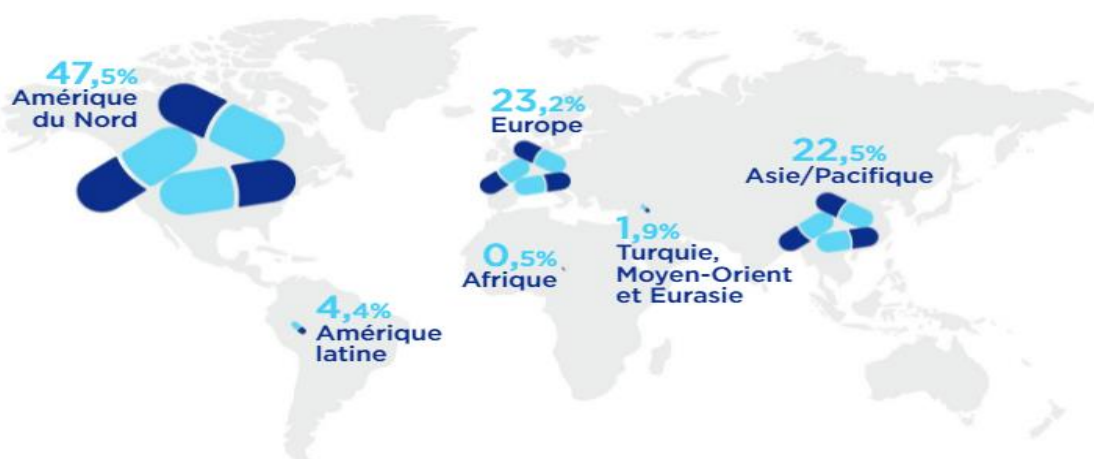 47,5%
Amérique
du Nord
23,2%
Europe
22,5%
Asie/Pacifique
1,9%
Turquie,
Moyen-Orient
et Eurasie
0,5%
Afrique
4,4%
Amérique
latine